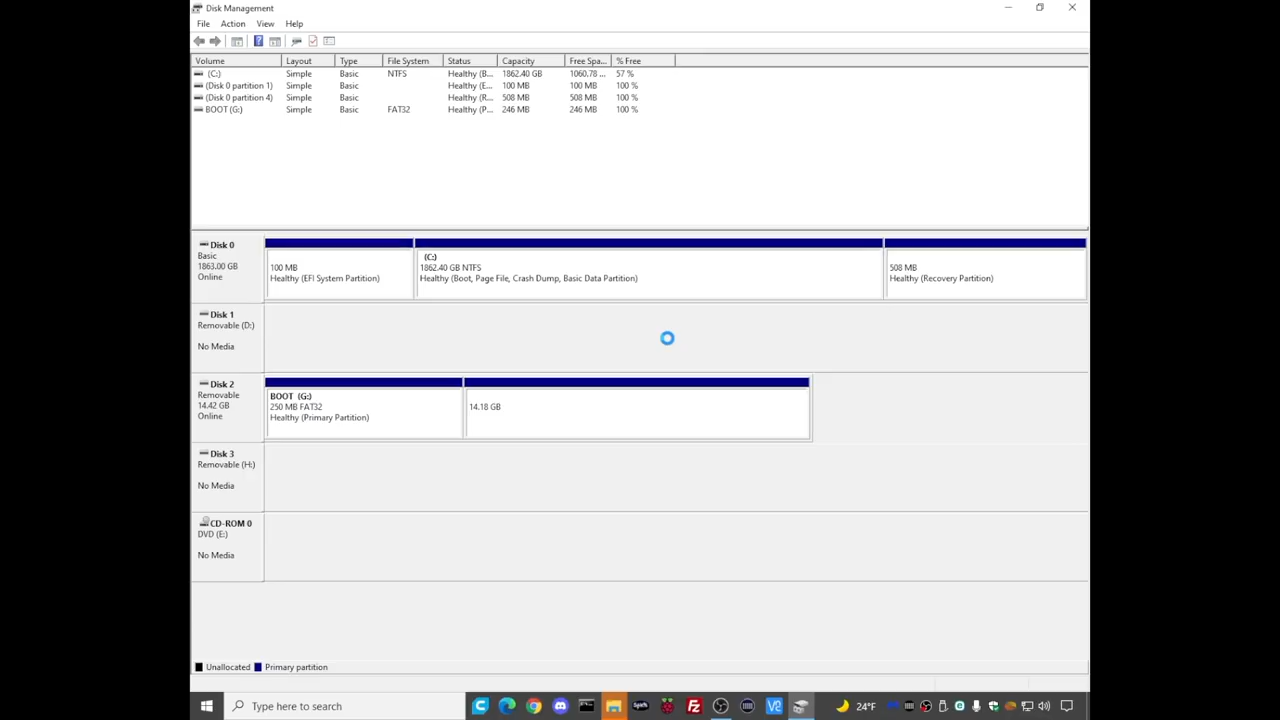 Disk Management
File Action View Help
Volume Layout Type File System Status Capacity Free Spa... % Free
(C:) Simple Basic NTFS Healthy (B... 1862.40 GB 1060.78 ... 57 %
(Disk 0 partition 1) Simple Basic Healthy (E... 100 MB 100 MB 100 %
(Disk 0 partition 4) Simple Basic Healthy (R... 508 MB 508 MB 100 %
BOOT (G:) Simple Basic FAT32 Healthy (P... 246 MB 246 MB 100 %
Disk 0
Basic
1863.00 GB
Online
100 MB
Healthy (EFI System Partition)
(C:)
1862.40 GB NTFS
Healthy (Boot, Page File, Crash Dump, Basic Data Partition)
508 MB
Healthy (Recovery Partition)
Disk 1
Removable (D:)
No Media
Disk 2
Removable
14.42 GB
Online
BOOT (G:)
250 MB FAT32
Healthy (Primary Partition)
14.18 GB
Disk 3
Removable (H:)
No Media
CD-ROM 0
DVD (E:)
No Media
Unallocated Primary partition
Type here to search
24°F